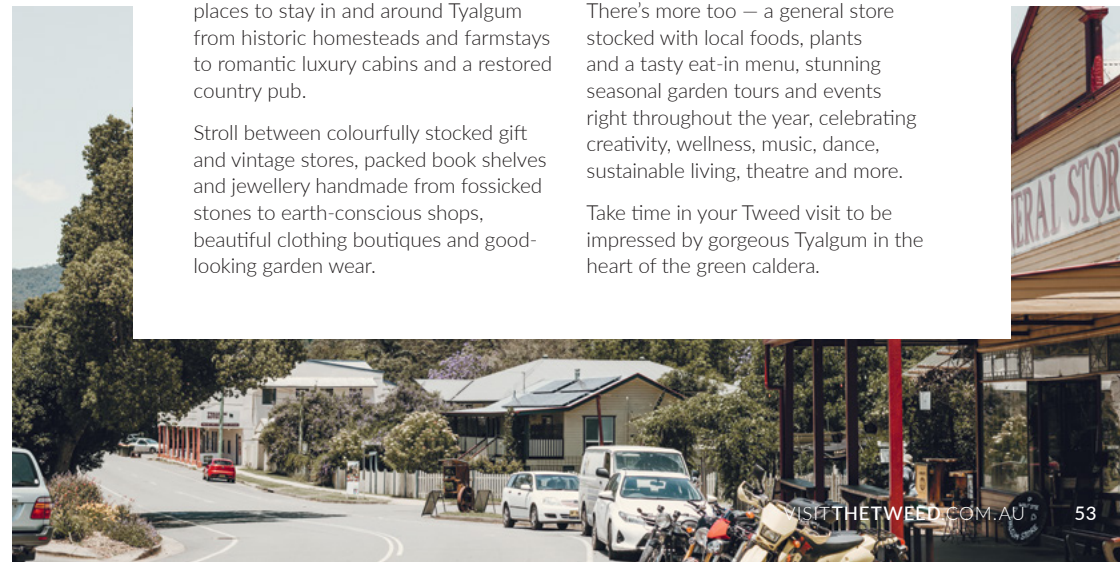 places to stay in and around Tyalgum
from historic homesteads and farmstays
to romantic luxury cabins and a restored
country pub.
Stroll between colourfully stocked gift
and vintage stores, packed book shelves
and jewellery handmade from fossicked
stones to earth-conscious shops,
beautiful clothing boutiques and good-
looking garden wear.
There’s more too — a general store
stocked with local foods, plants
and a tasty eat-in menu, stunning
seasonal garden tours and events
right throughout the year, celebrating
creativity, wellness, music, dance,
sustainable living, theatre and more.
Take time in your Tweed visit to be
impressed by gorgeous Tyalgum in the
heart of the green caldera.
ERAL STOR
VISITTHETWEED.COM.AU 53